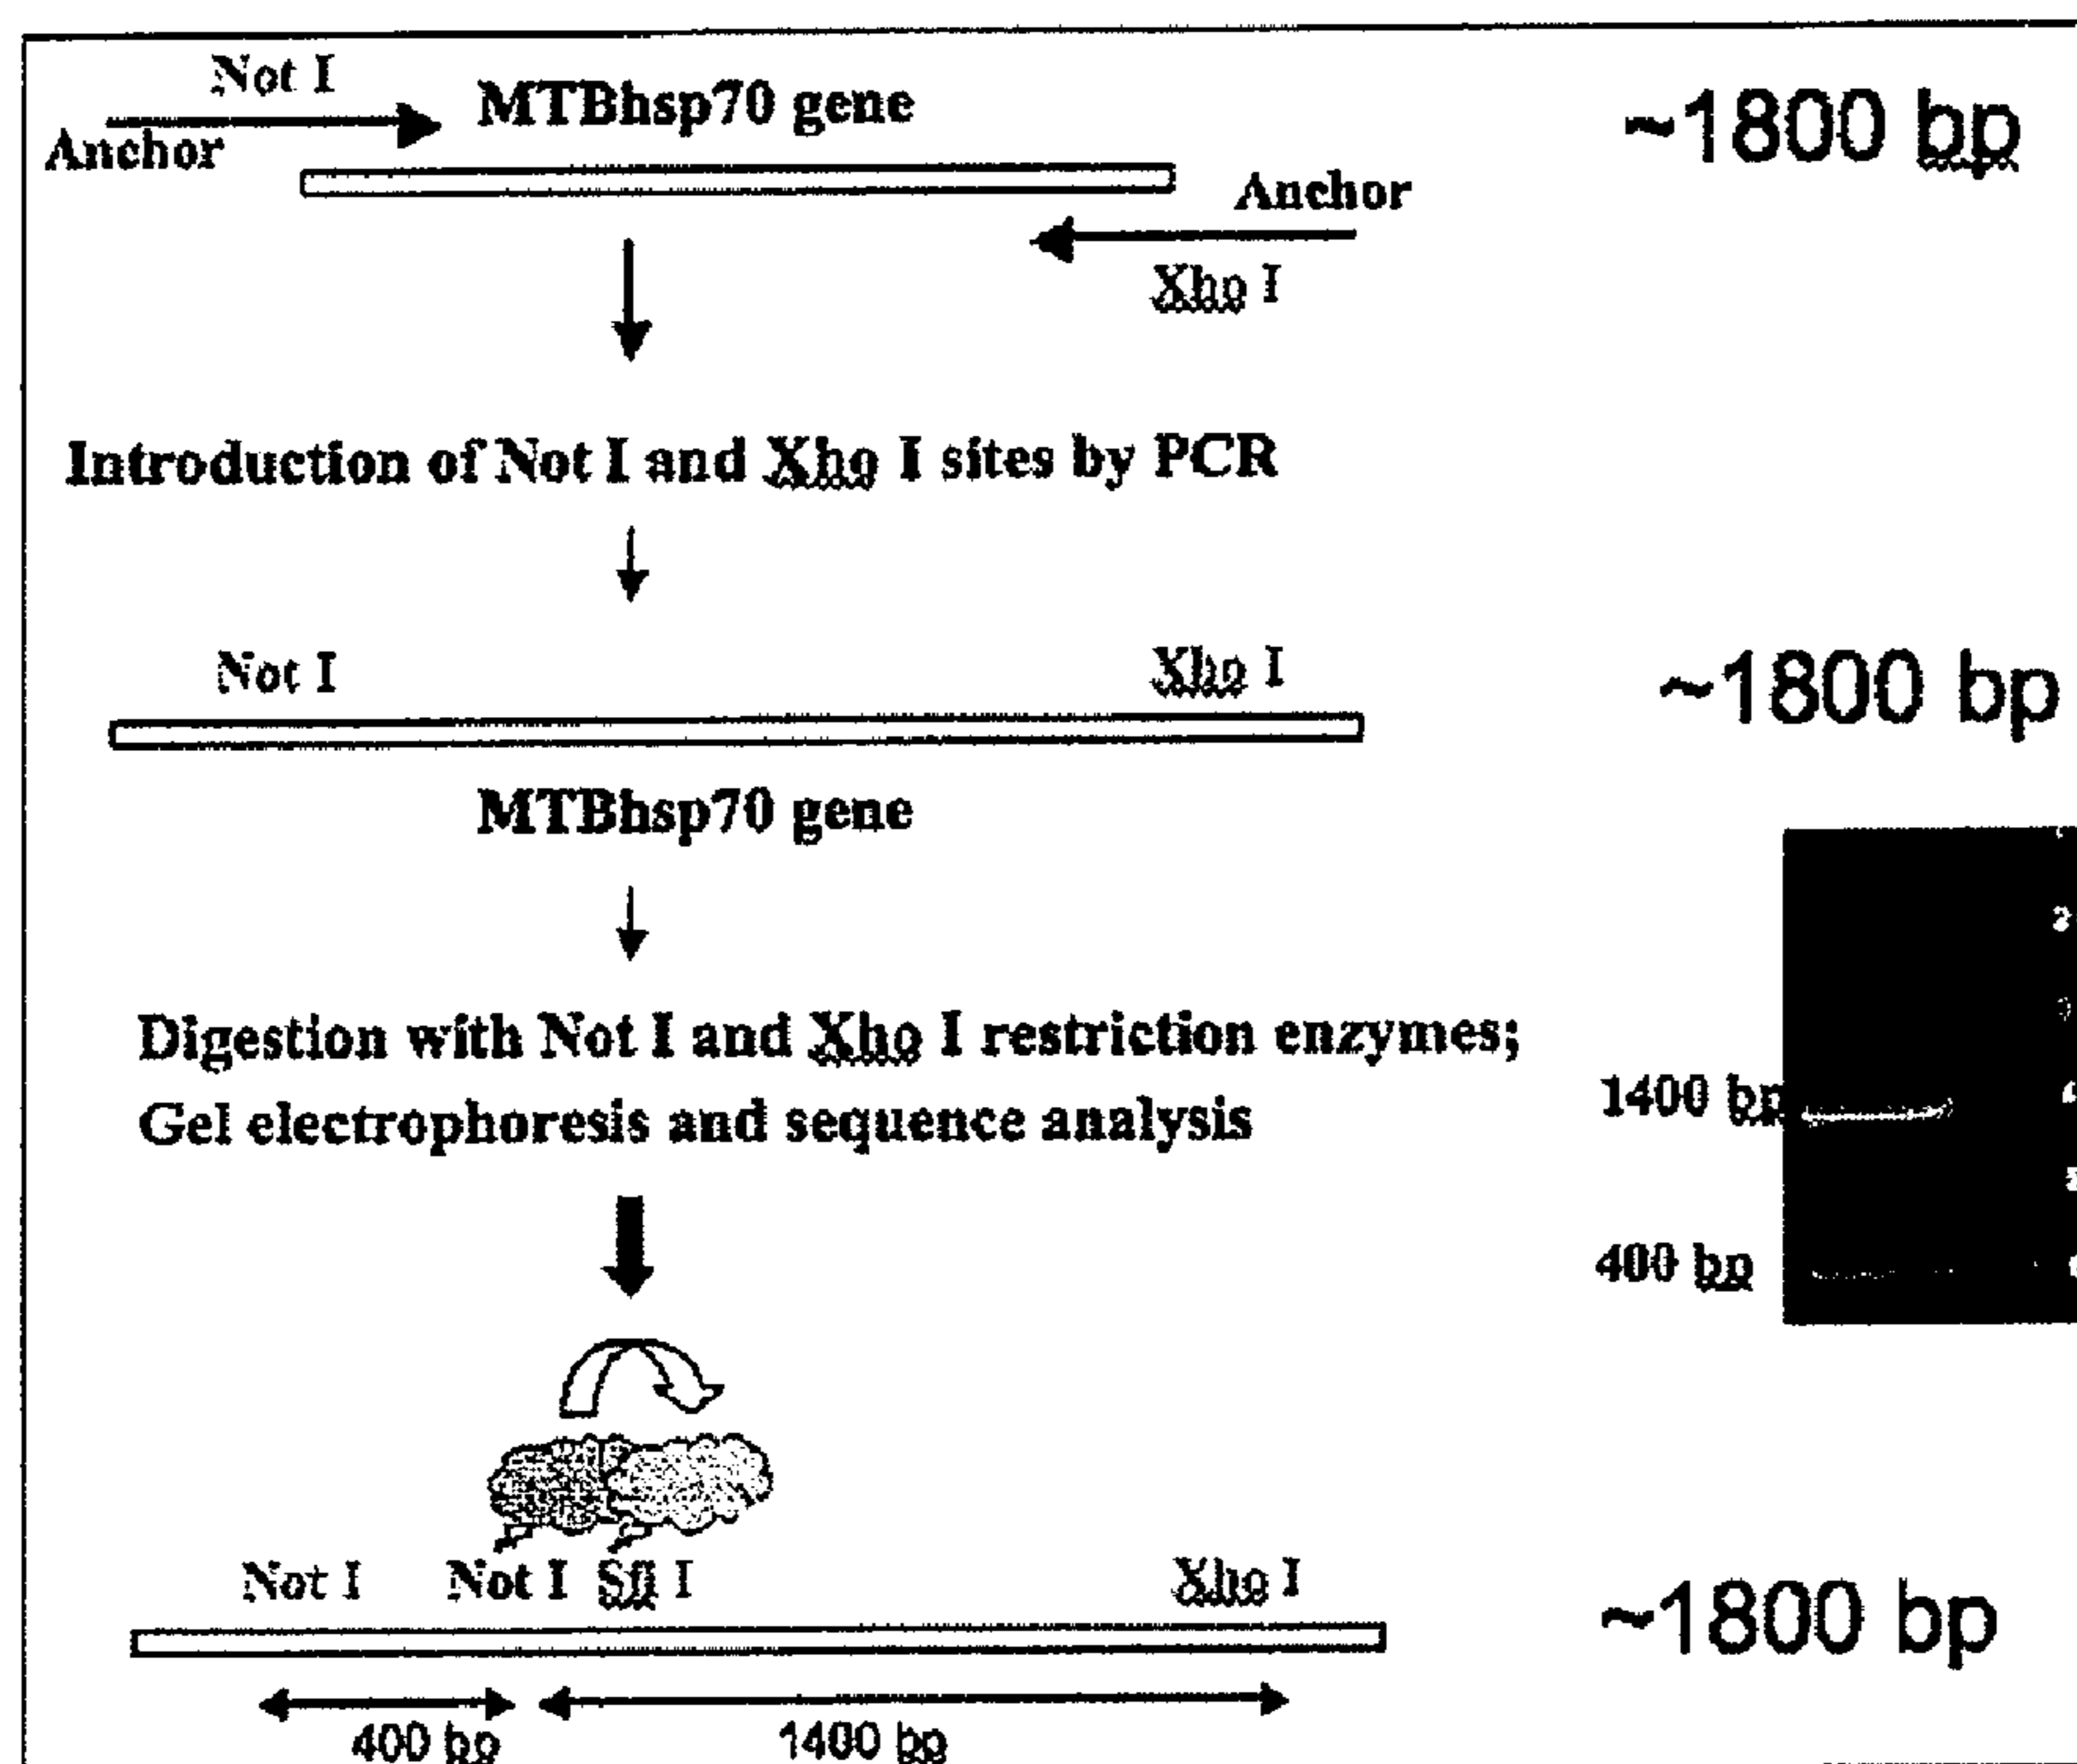 Not I
MTBhsp70 gene
~1800 bp
Anchor
Anchor
Xho I
Introduction of Not I and Xho I sites by PCR
Not I
Xho I
~1800 bp
MTBhsp70 gene
Digestion with Not I and Xho I restriction enzymes;
Gel electrophoresis and sequence analysis
1400 bp
400 bp
Not I Not I Sfi I Xho I
~1800 bp
400 bp 1400 bp